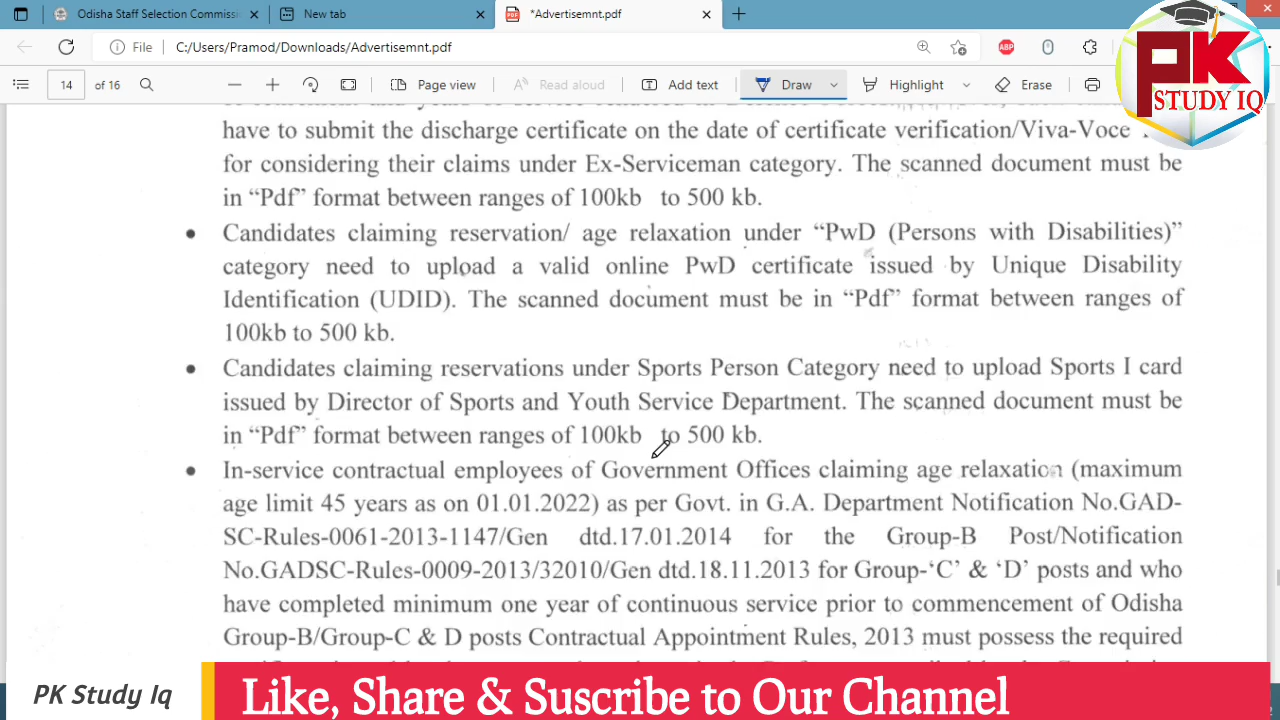 Odisha Staff Selection Commissi
New tab
*Advertisemnt.pdf
File
C:/Users/Pramod/Downloads/Advertisemnt.pdf
ABP
14 of 16
Page view
Read aloud
Add text
Draw
Highlight
Erase
PK
STUDY IQ
have to submit the discharge certificate on the date of certificate verification/Viva-Voce
for considering their claims under Ex-Serviceman category. The scanned document must be
in “Pdf” format between ranges of 100kb to 500 kb.
• Candidates claiming reservation/ age relaxation under “PwD (Persons with Disabilities)”
category need to upload a valid online PwD certificate issued by Unique Disability
Identification (UDID). The scanned document must be in “Pdf” format between ranges of
100kb to 500 kb.
• Candidates claiming reservations under Sports Person Category need to upload Sports I card
issued by Director of Sports and Youth Service Department. The scanned document must be
in “Pdf” format between ranges of 100kb to 500 kb.
• In-service contractual employees of Government Offices claiming age relaxation (maximum
age limit 45 years as on 01.01.2022) as per Govt. in G.A. Department Notification No.GAD-
SC-Rules-0061-2013-1147/Gen dtd.17.01.2014 for the Group-B Post/Notification
No.GADSC-Rules-0009-2013/32010/Gen dtd.18.11.2013 for Group-‘C’ & ‘D’ posts and who
have completed minimum one year of continuous service prior to commencement of Odisha
Group-B/Group-C & D posts Contractual Appointment Rules, 2013 must possess the required
PK Study Iq
Like, Share & Suscribe to Our Channel